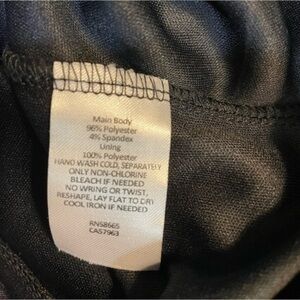 Main Body
96% Polyester
4% Spandex
Lining
100% Polyester
HAND WASH COLD, SEPARATELY
ONLY NON-CHLORINE
BLEACH IF NEEDED
NO WRING OR TWIST,
RESHAPE, LAY FLAT TO DRY
COOL IRON IF NEEDED
RN58665
CA57963